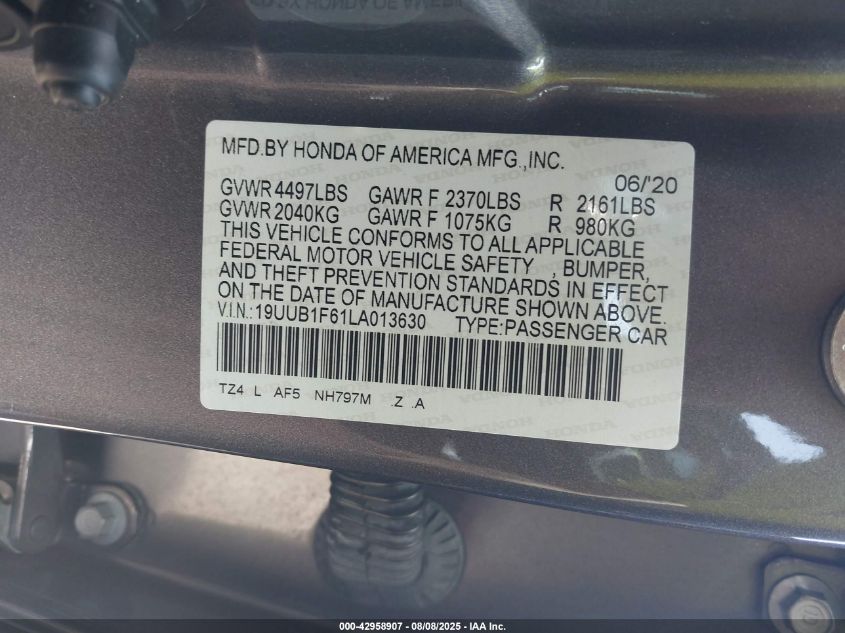 MFD.BY HONDA OF AMERICA MFG.,INC.
06/'20
GVWR 4497LBS GAWR F 2370LBS R 2161LBS
GVWR 2040KG GAWR F 1075KG R 980KG
THIS VEHICLE CONFORMS TO ALL APPLICABLE
FEDERAL MOTOR VEHICLE SAFETY , BUMPER,
AND THEFT PREVENTION STANDARDS IN EFFECT
ON THE DATE OF MANUFACTURE SHOWN ABOVE.
V.I.N.:19UUB1F61LA013630 TYPE:PASSENGER CAR
TZ4 L AF5 NH797M .Z .A
000-42958907 - 08/08/2025 - IAA Inc.